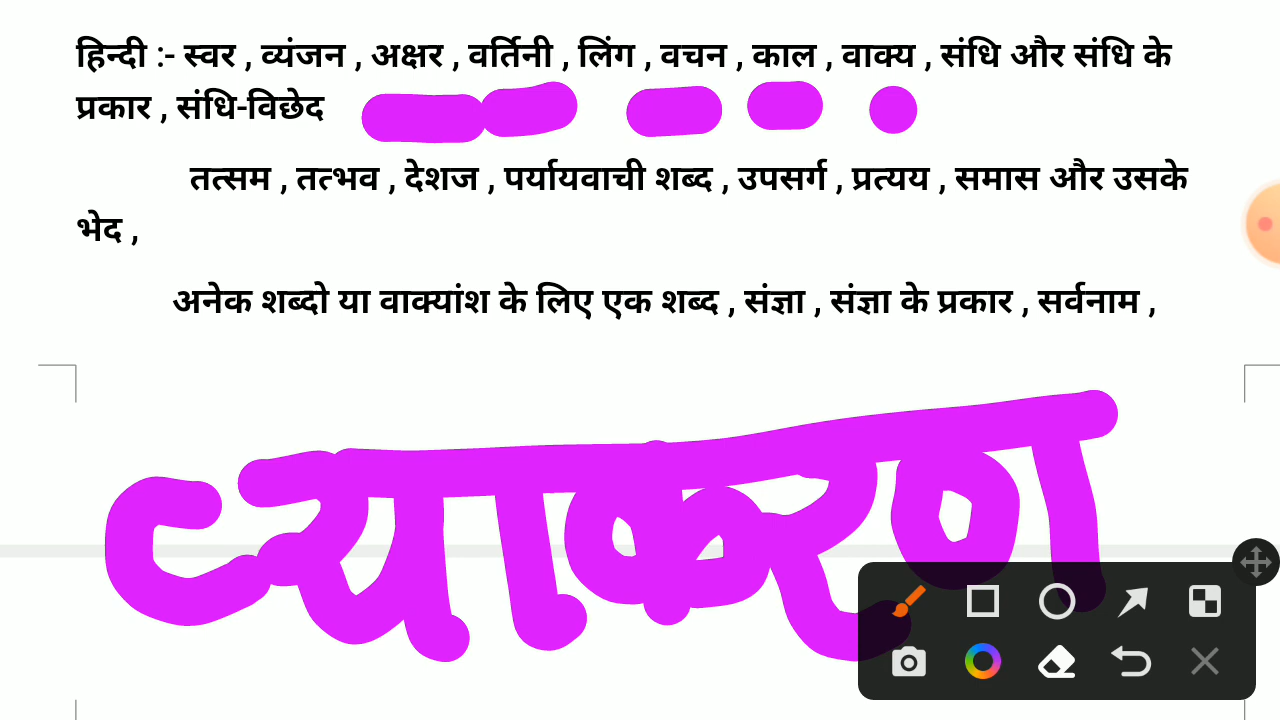 हिन्दी :- स्वर , व्यंजन , अक्षर , वर्तिनी , लिंग , वचन , काल , वाक्य , संधि और संधि के
प्रकार , संधि-विछेद
तत्सम , तत्भव , देशज , पर्यायवाची शब्द , उपसर्ग , प्रत्यय , समास और उसके
भेद ,
अनेक शब्दो या वाक्यांश के लिए एक शब्द , संज्ञा , संज्ञा के प्रकार , सर्वनाम ,
व्याकरण